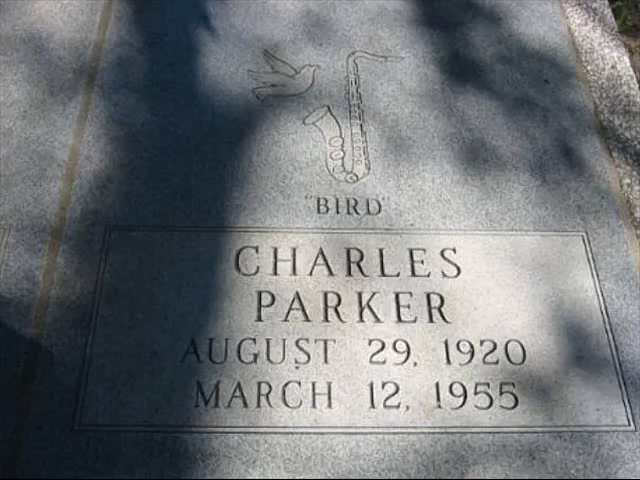 "BIRD"
CHARLES
PARKER
AUGUST 29, 1920
MARCH 12, 1955